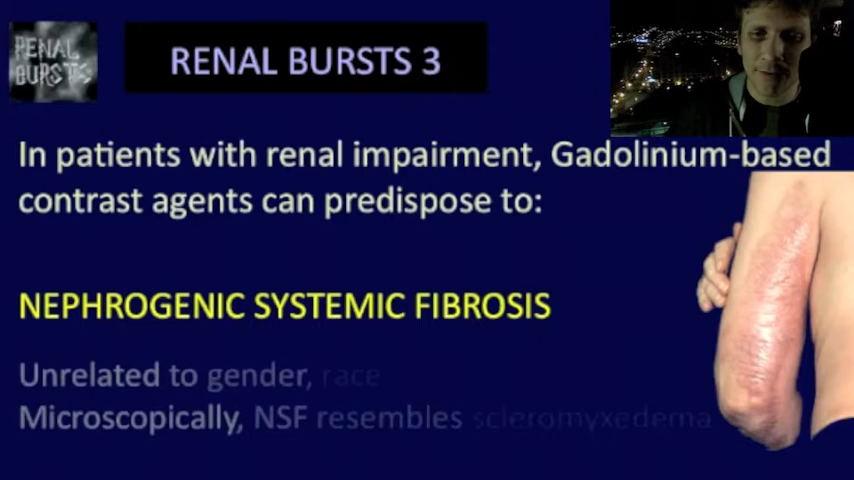 RENAL
BURSTS
RENAL BURSTS 3
In patients with renal impairment, Gadolinium-based
contrast agents can predispose to:
NEPHROGENIC SYSTEMIC FIBROSIS
Unrelated to gender, race
Microscopically, NSF resembles scleromyxedema